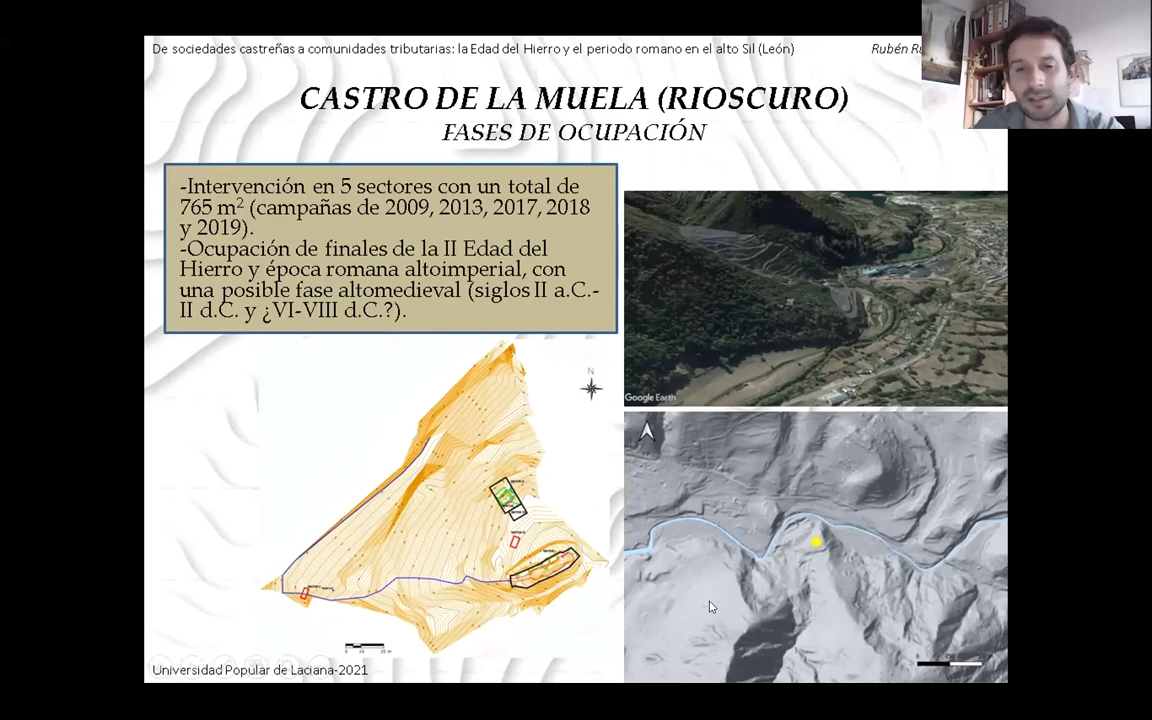 De sociedades castreñas a comunidades tributarias: la Edad del Hierro y el periodo romano en el alto Sil (León)
Rubén
CASTRO DE LA MUELA (RIOSCURO)
FASES DE OCUPACIÓN
-Intervención en 5 sectores con un total de
765 m² (campañas de 2009, 2013, 2017, 2018
y 2019).
-Ocupación de finales de la II Edad del
Hierro y época romana altoimperial, con
una posible fase altomedieval (siglos II a.C.-
II d.C. y ¿VI-VIII d.C.?).
N
Google Earth
Universidad Popular de Laciana-2021